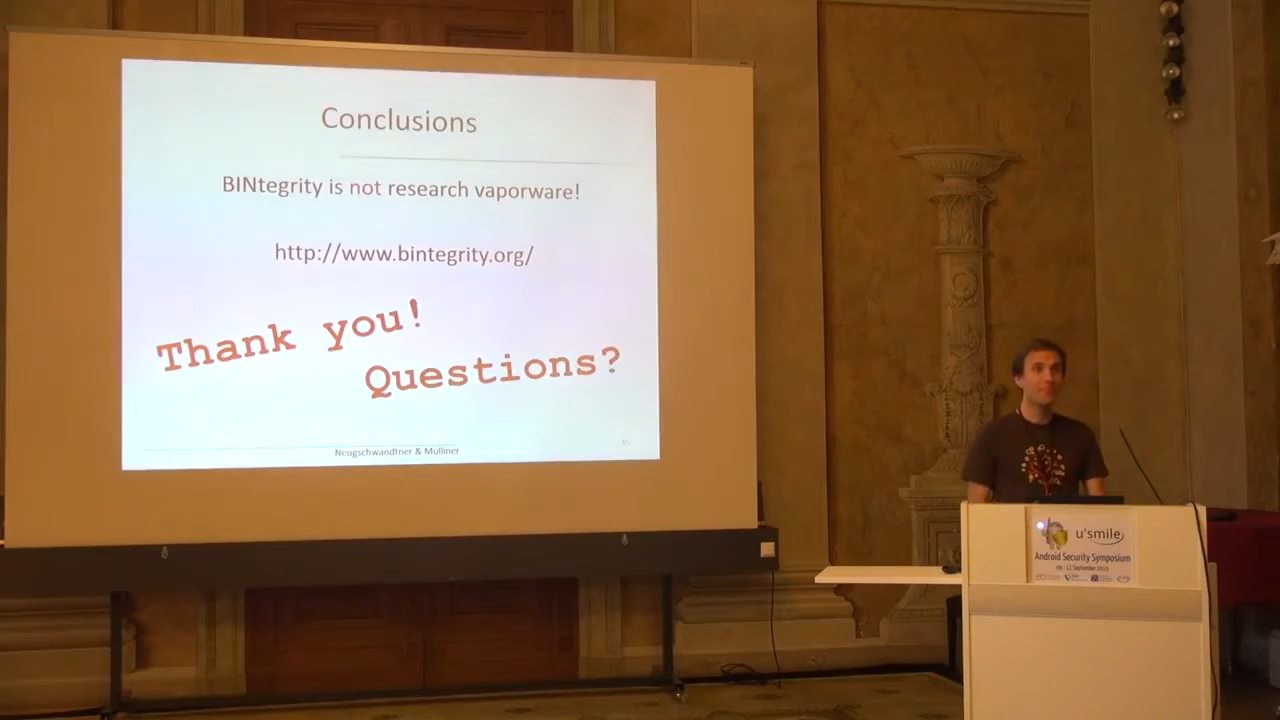 Conclusions
BINtegrity is not research vaporware!
http://www.bintegrity.org/
Thank you!
Questions?
Neugschwandtner & Mulliner
u'smile
Android Security Symposium